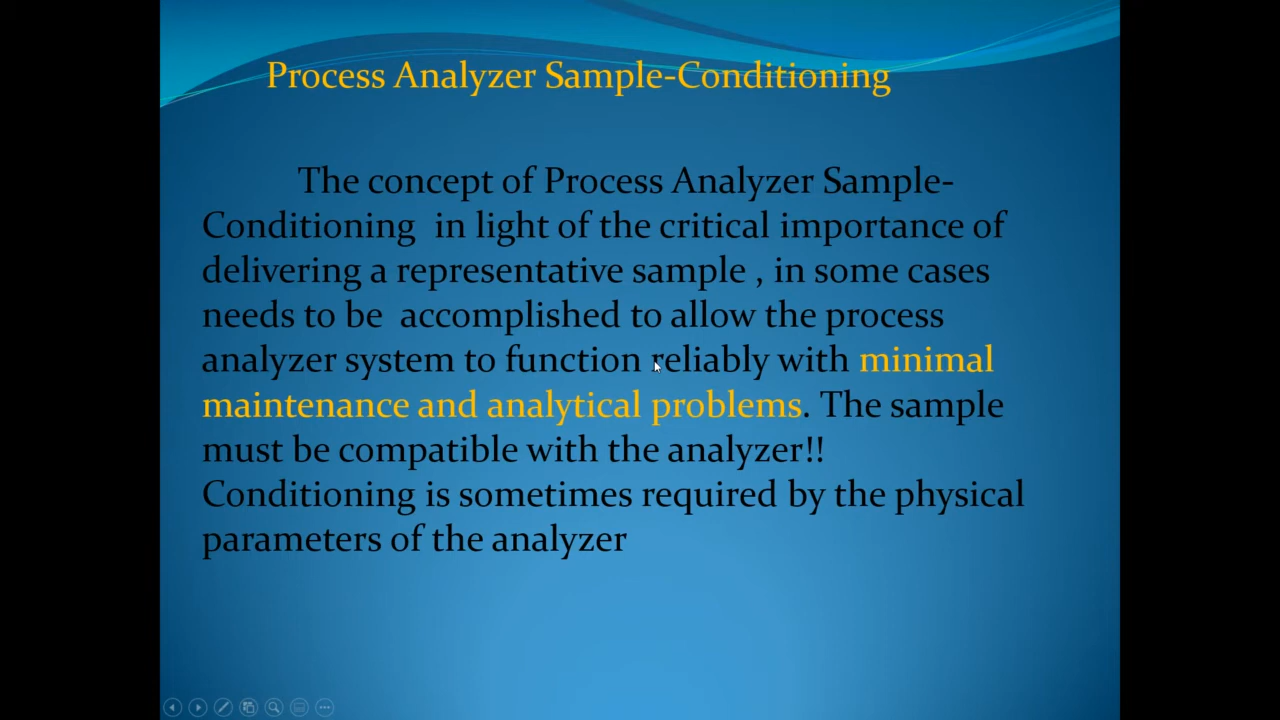 Process Analyzer Sample-Conditioning
The concept of Process Analyzer Sample-
Conditioning  in light of the critical importance of
delivering a representative sample , in some cases
needs to be  accomplished to allow the process
analyzer system to function reliably with minimal
maintenance and analytical problems. The sample
must be compatible with the analyzer!!
Conditioning is sometimes required by the physical
parameters of the analyzer